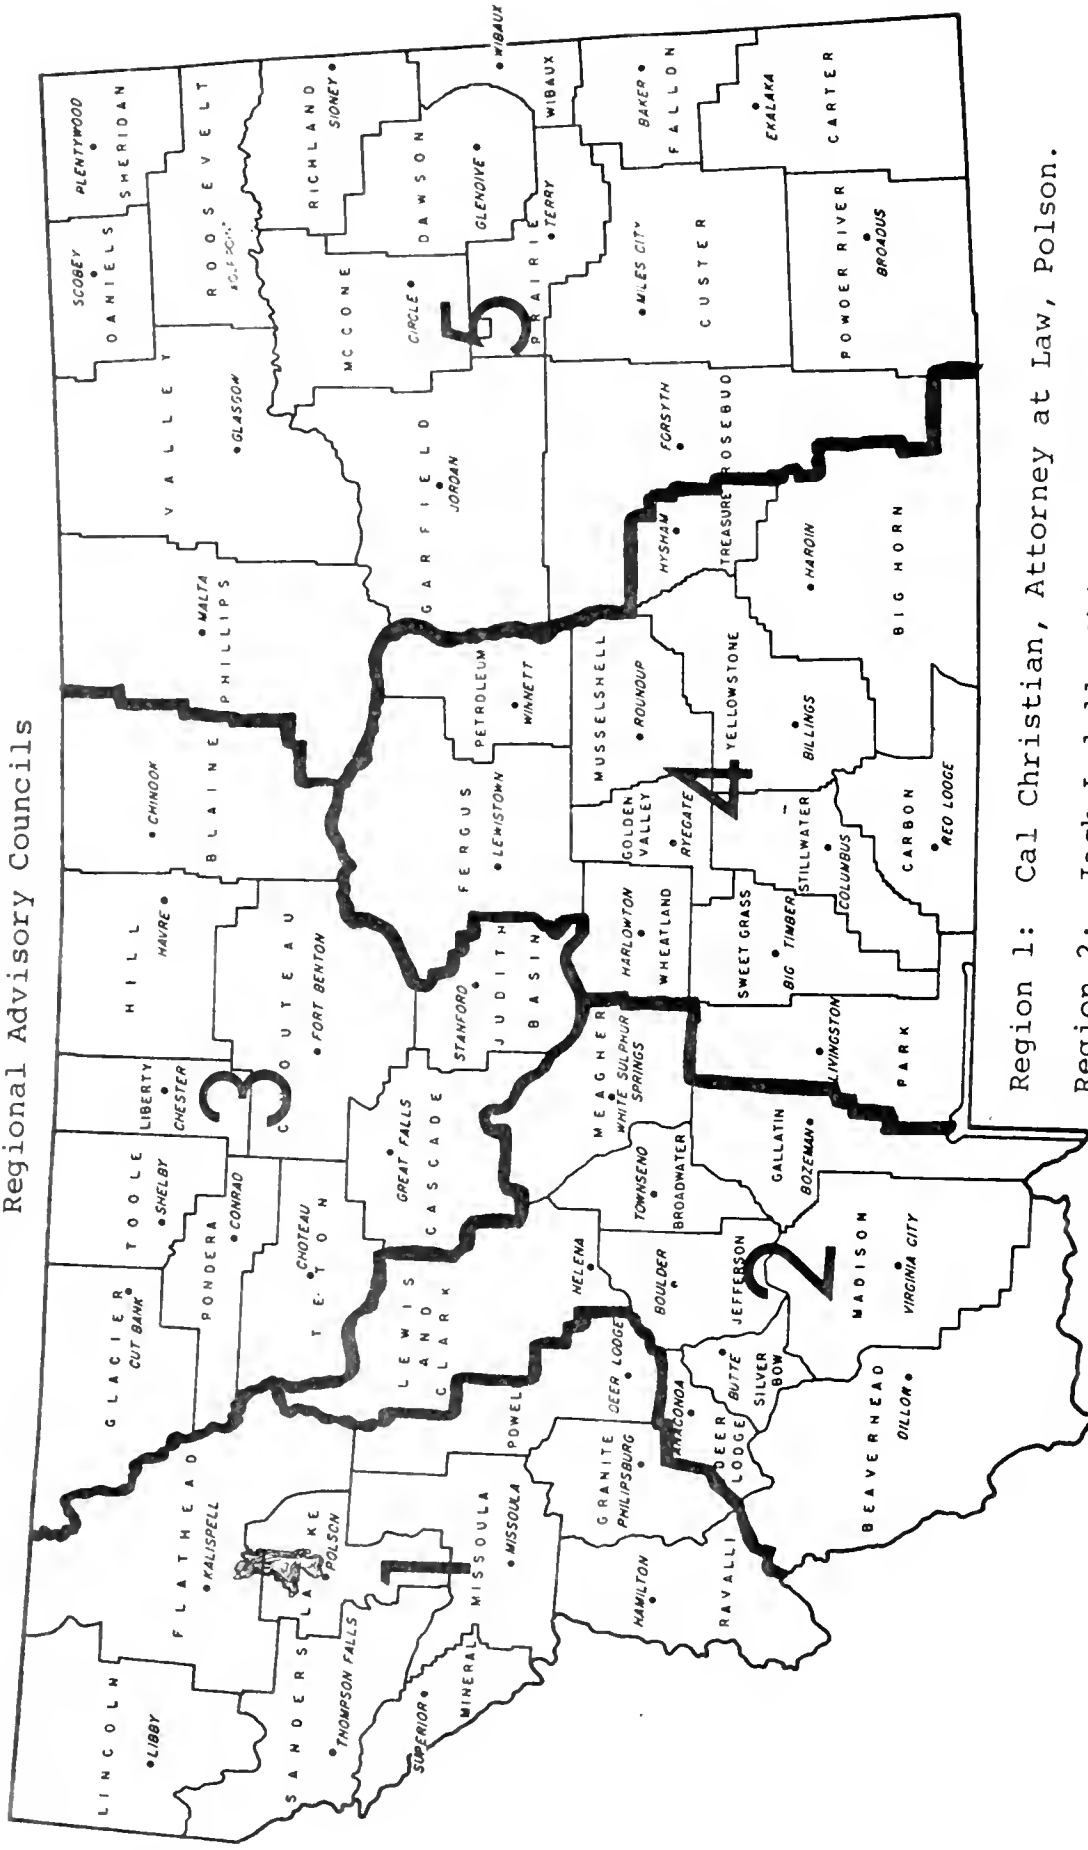 Regional Advisory Councils
LINCOLN
LIBBY
FLATHEAD
KALISPELL
GLACIER
CUT BANK
TOOLE
SHELBY
LIBERTY
CHESTER
HILL
HAVRE
BLAINE
CHINOOK
PHILLIPS
MALTA
VALLEY
GLASGOW
DANIELS
SCOBEY
SHERIDAN
PLENTYWOOD
ROOSEVELT
SANDERS
THOMPSON FALLS
LAKE
POLSON
PONDERA
CONRAD
TETON
CHOTEAU
3
CHOUTEAU
FORT BENTON
RICHLAND
SIDNEY
MCCONE
CIRCLE
DAWSON
GLENDIVE
WIBAUX
WIBAUX
5
PRAIRIE
TERRY
GARFIELD
JORDAN
PETROLEUM
WINNETT
FERGUS
LEWISTOWN
JUDITH
BASIN
STANFORD
CASCADE
GREAT FALLS
LEWIS
AND
CLARK
HELENA
POWELL
DEER LODGE
1
MISSOULA
MISSOULA
MINERAL
SUPERIOR
GRANITE
PHILIPSBURG
RAVALLI
HAMILTON
DEER
LODGE
ANACONDA
SILVER
BOW
BUTTE
JEFFERSON
BOULDER
BROADWATER
TOWNSEND
MEAGHER
WHITE SULPHUR
SPRINGS
WHEATLAND
HARLOWTON
GOLDEN
VALLEY
RYEGATE
MUSSELSHELL
ROUNDUP
TREASURE
HYSHAM
ROSEBUD
FORSYTH
CUSTER
MILES CITY
FALLON
BAKER
CARTER
EKALAKA
POWDER RIVER
BROADUS
BIG HORN
HARDIN
4
YELLOWSTONE
BILLINGS
STILLWATER
COLUMBUS
CARBON
RED LODGE
SWEET GRASS
BIG TIMBER
PARK
LIVINGSTON
GALLATIN
BOZEMAN
2
MADISON
VIRGINIA CITY
BEAVERHEAD
DILLON
Region 1: Cal Christian, Attorney at Law, Polson.
Region 2: Jack